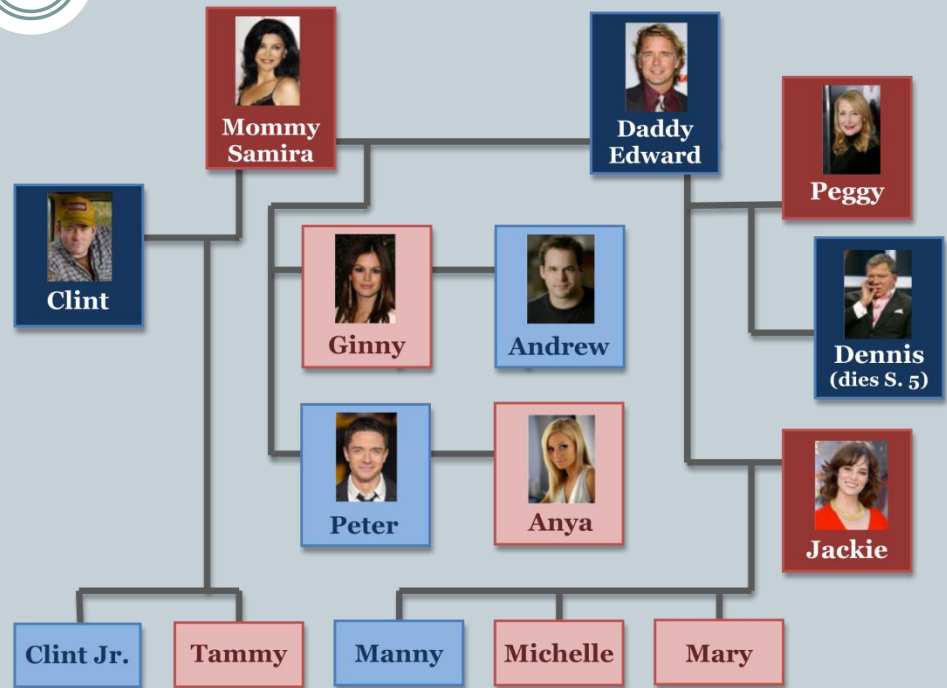 Mommy
Samira
Daddy
Edward
Peggy
Clint
Ginny
Andrew
Dennis
(dies S. 5)
Peter
Anya
Jackie
Clint Jr.
Tammy
Manny
Michelle
Mary